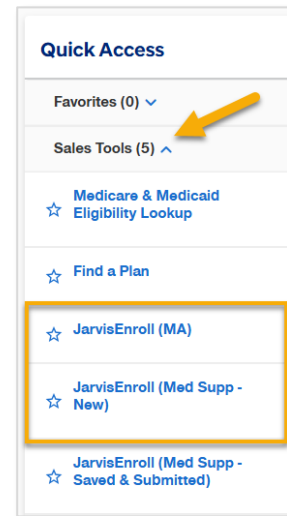 Quick Access
Favorites (0)
Sales Tools (5)
Medicare & Medicaid
Eligibility Lookup
Find a Plan
JarvisEnroll (MA)
JarvisEnroll (Med Supp -
New)
JarvisEnroll (Med Supp -
Saved & Submitted)